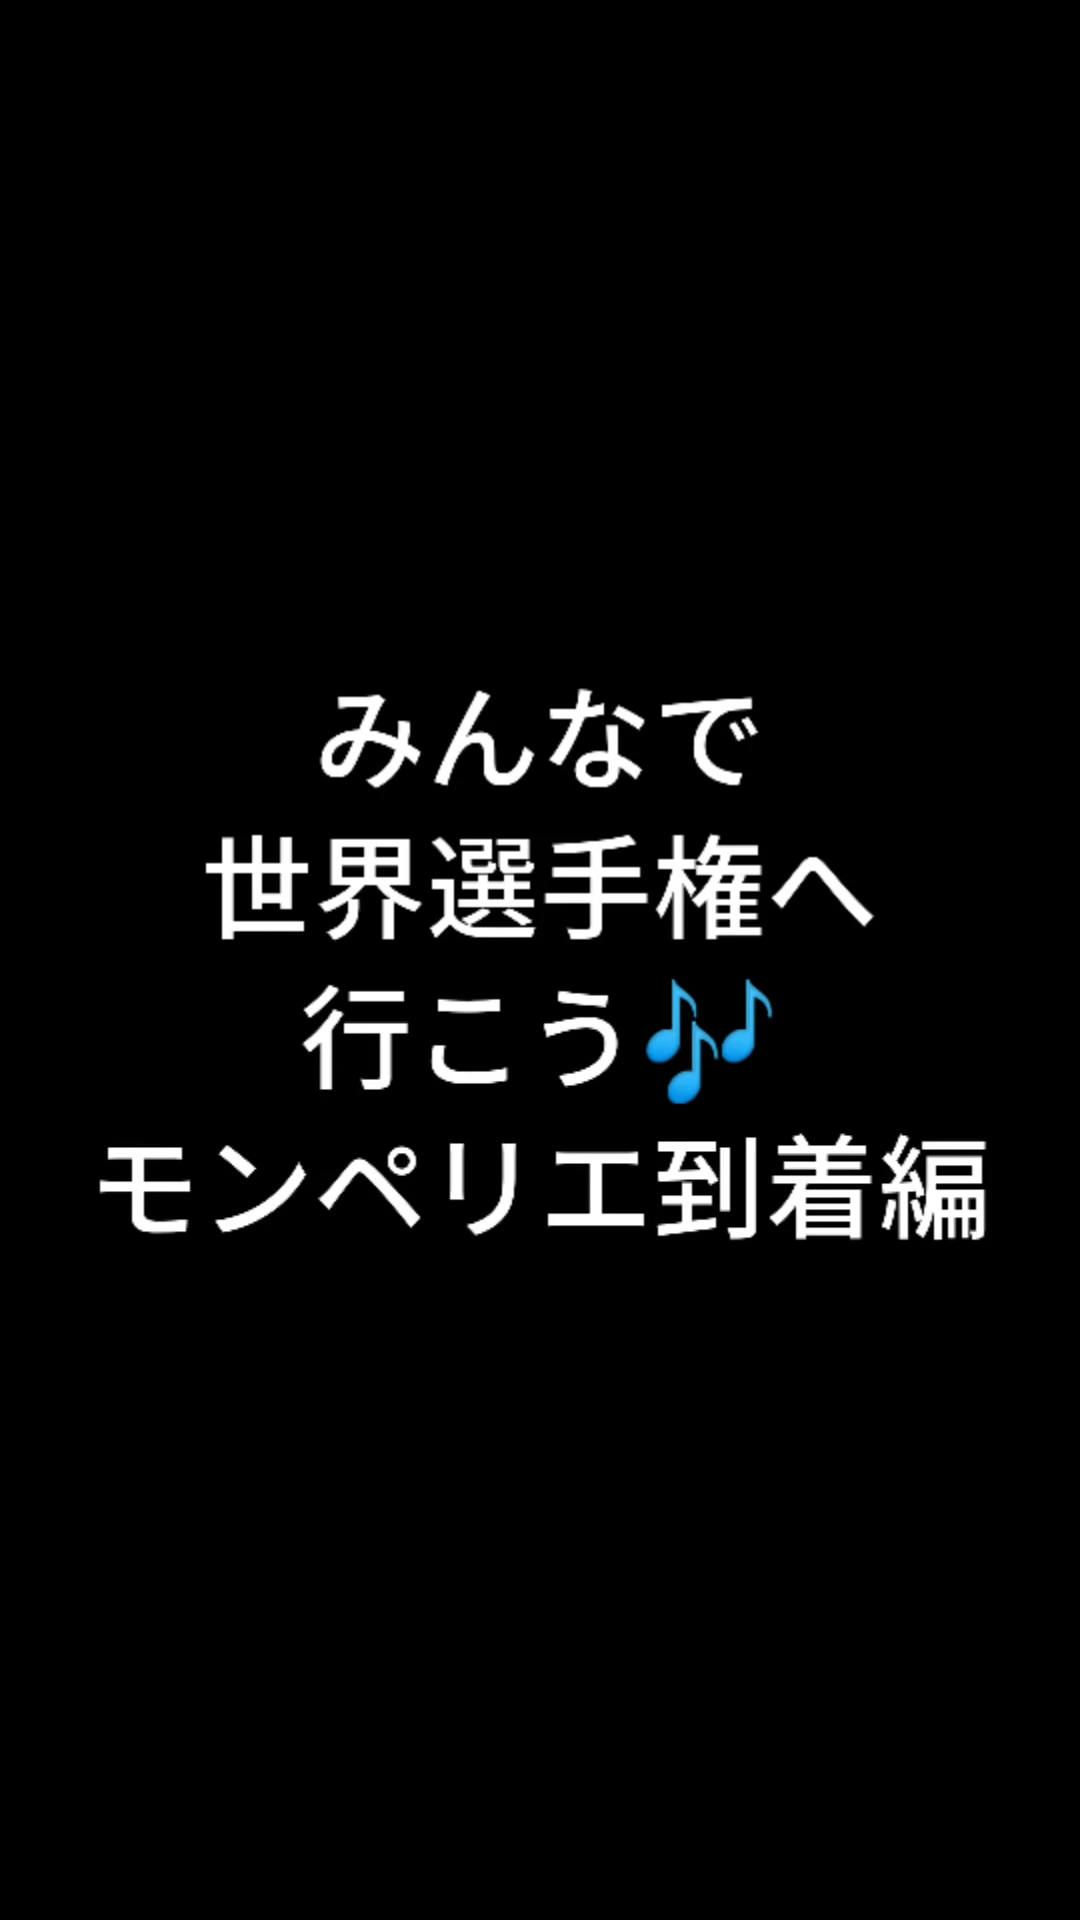 みんなで
世界選手権へ
行こう🎶
モンペリエ到着編